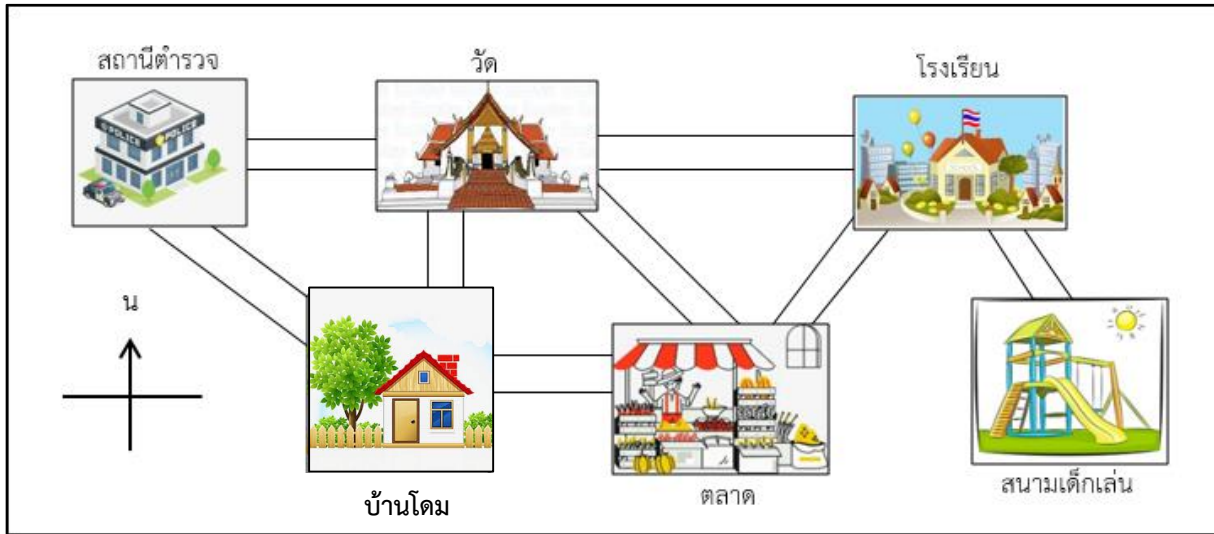 สถานีตำรวจ
วัด
โรงเรียน
POLICE POLICE
น
บ้านโดม
ตลาด
สนามเด็กเล่น